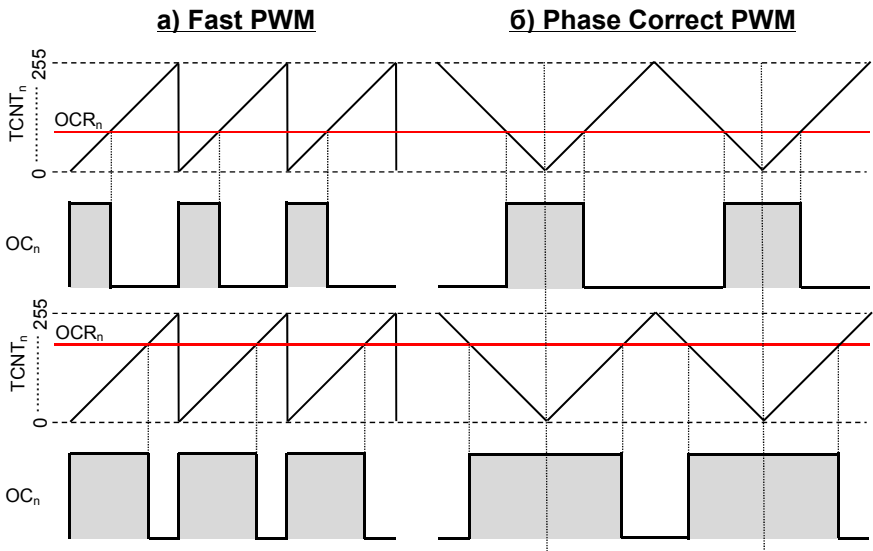 а) Fast PWM
б) Phase Correct PWM
TCNTn
0 ........ 255
OCRn
OCn
TCNTn
0 ........ 255
OCRn
OCn